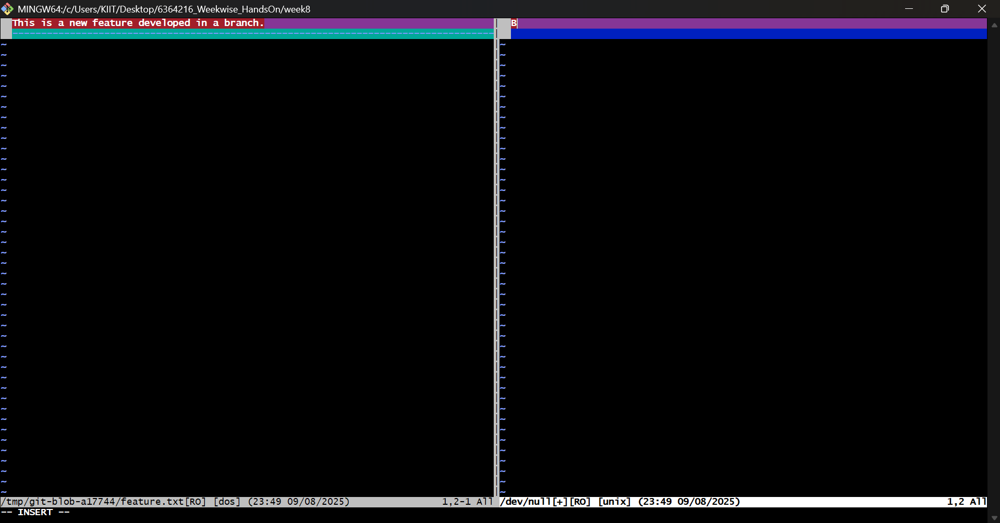 MINGW64:/c/Users/KIIT/Desktop/6364216_Weekwise_HandsOn/week8
This is a new feature developed in a branch.
B
/tmp/git-blob-a17744/feature.txt[RO] [dos] (23:49 09/08/2025) 1,2-1 All
/dev/null[+][RO] [unix] (23:49 09/08/2025) 1,2 All
-- INSERT --